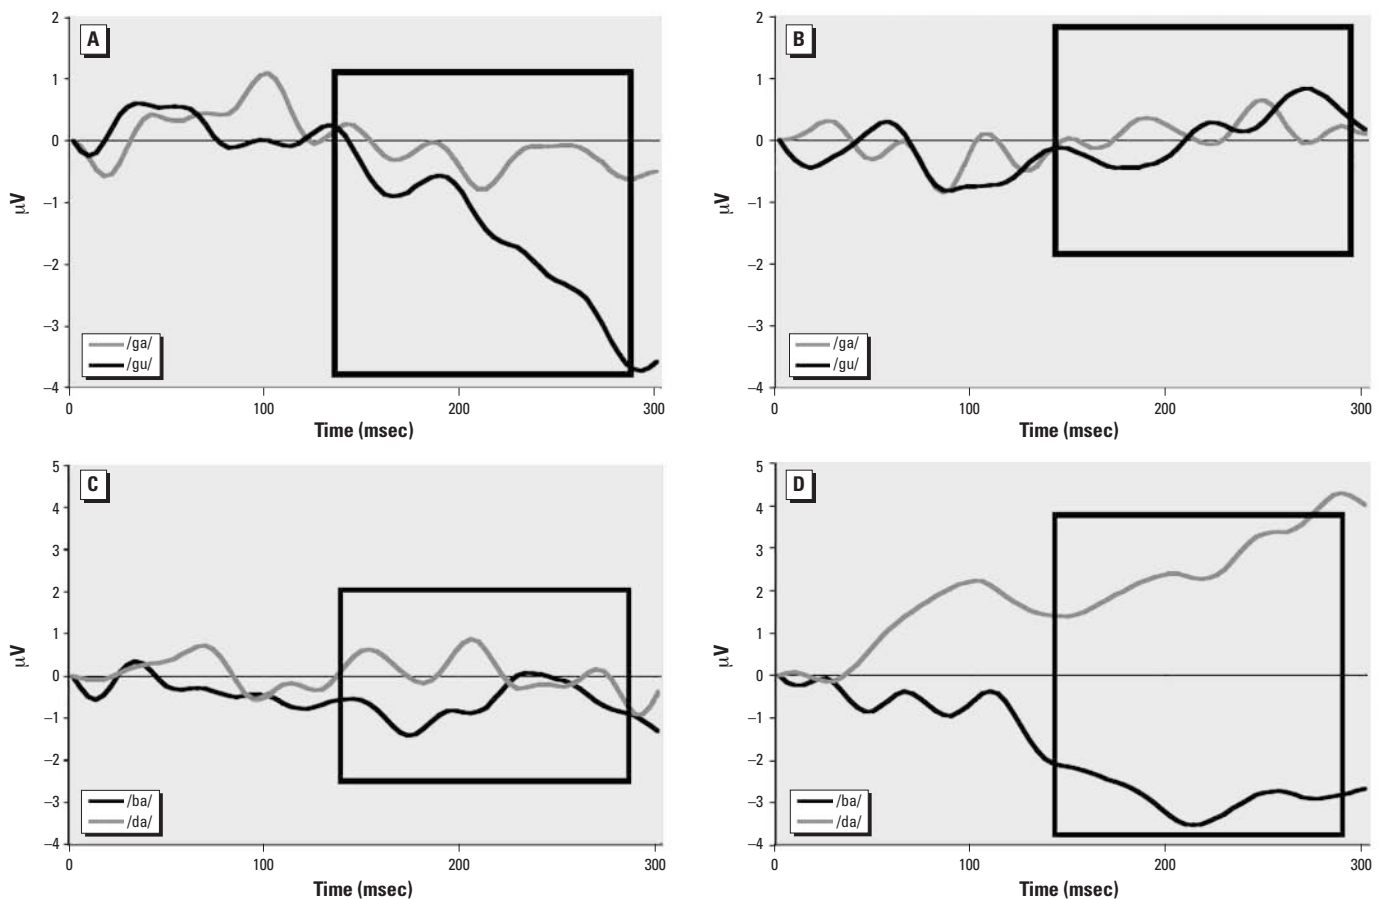 A
2
1
0
–1
–2
–3
–4
μV
/ga/
/gu/
0
100
200
300
Time (msec)
B
2
1
0
–1
–2
–3
–4
μV
/ga/
/gu/
0
100
200
300
Time (msec)
C
5
4
3
2
1
0
–1
–2
–3
–4
μV
/ba/
/da/
0
100
200
300
Time (msec)
D
5
4
3
2
1
0
–1
–2
–3
–4
μV
/ba/
/da/
0
100
200
300
Time (msec)